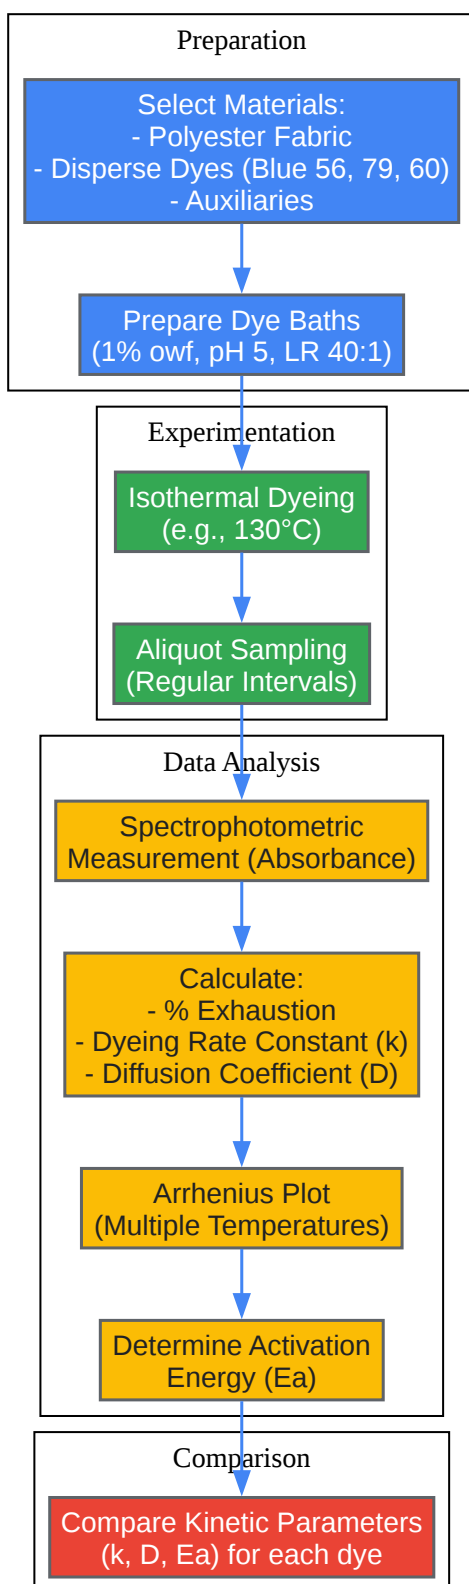 Preparation
Select Materials:
- Polyester Fabric
- Disperse Dyes (Blue 56, 79, 60)
- Auxiliaries
Prepare Dye Baths
(1% owf, pH 5, LR 40:1)
Experimentation
Isothermal Dyeing
(e.g., 130°C)
Aliquot Sampling
(Regular Intervals)
Data Analysis
Spectrophotometric
Measurement (Absorbance)
Calculate:
- % Exhaustion
- Dyeing Rate Constant (k)
- Diffusion Coefficient (D)
Arrhenius Plot
(Multiple Temperatures)
Determine Activation
Energy (Ea)
Comparison
Compare Kinetic Parameters
(k, D, Ea) for each dye